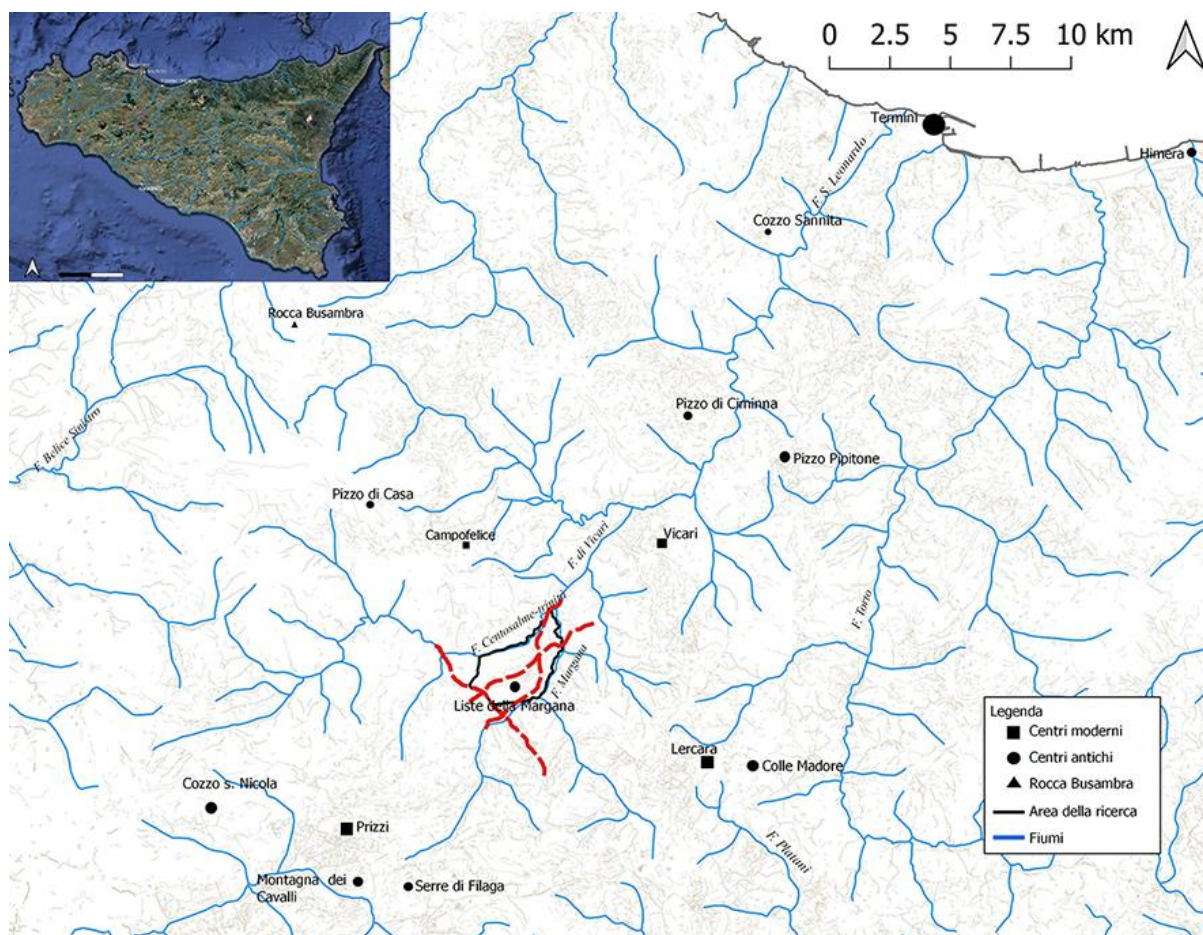 0 2.5 5 7.5 10 km
Termini
Himera
F. S. Leonardo
Cozzo Sannita
Rocca Busambra
F. Belice Sinistro
Pizzo di Ciminna
Pizzo Pipitone
Pizzo di Casa
Campofelice
Vicari
F. di Vicari
F. Centosalme-trinità
F. Torto
F. Margana
Liste della Margana
Lercara
Colle Madore
Cozzo s. Nicola
Prizzi
F. Platani
Montagna dei
Cavalli
Serre di Filaga
Legenda
Centri moderni
Centri antichi
Rocca Busambra
Area della ricerca
Fiumi